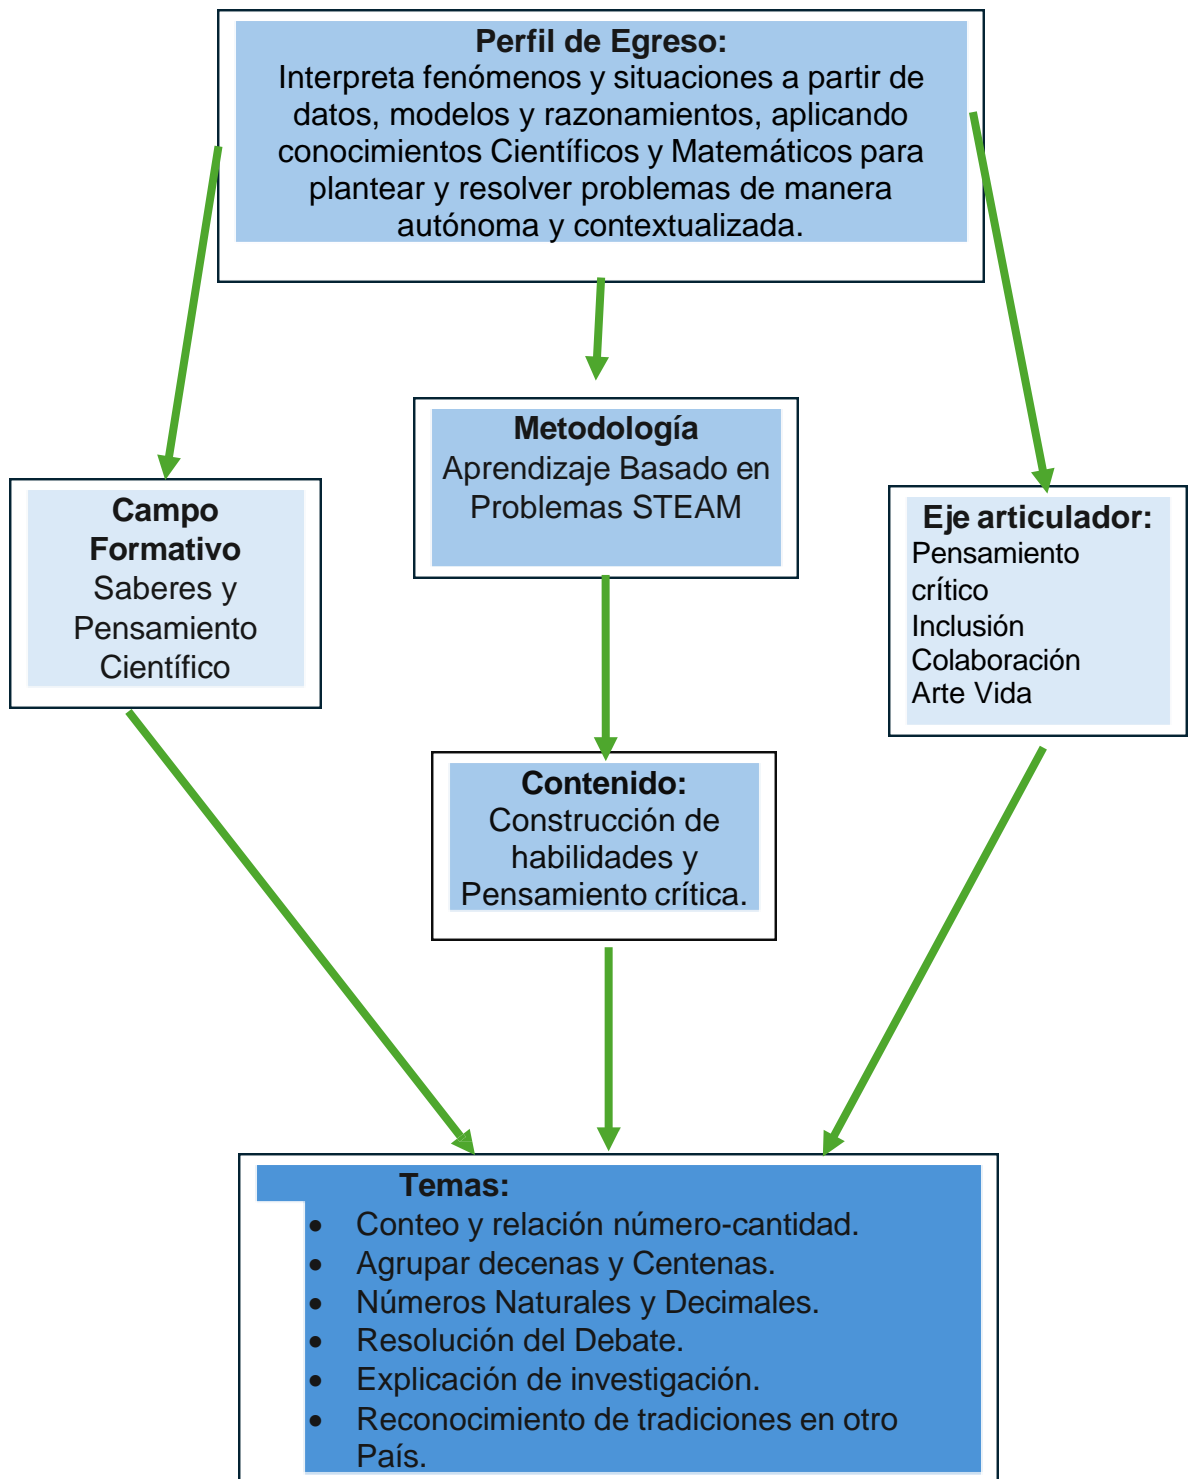 Perfil de Egreso:
Interpreta fenómenos y situaciones a partir de
datos, modelos y razonamientos, aplicando
conocimientos Científicos y Matemáticos para
plantear y resolver problemas de manera
autónoma y contextualizada.
Metodología
Aprendizaje Basado en
Problemas STEAM
Campo
Formativo
Saberes y
Pensamiento
Científico
Eje articulador:
Pensamiento
crítico
Inclusión
Colaboración
Arte Vida
Contenido:
Construcción de
habilidades y
Pensamiento crítica.
Temas:
• Conteo y relación número-cantidad.
• Agrupar decenas y Centenas.
• Números Naturales y Decimales.
• Resolución del Debate.
• Explicación de investigación.
• Reconocimiento de tradiciones en otro
País.